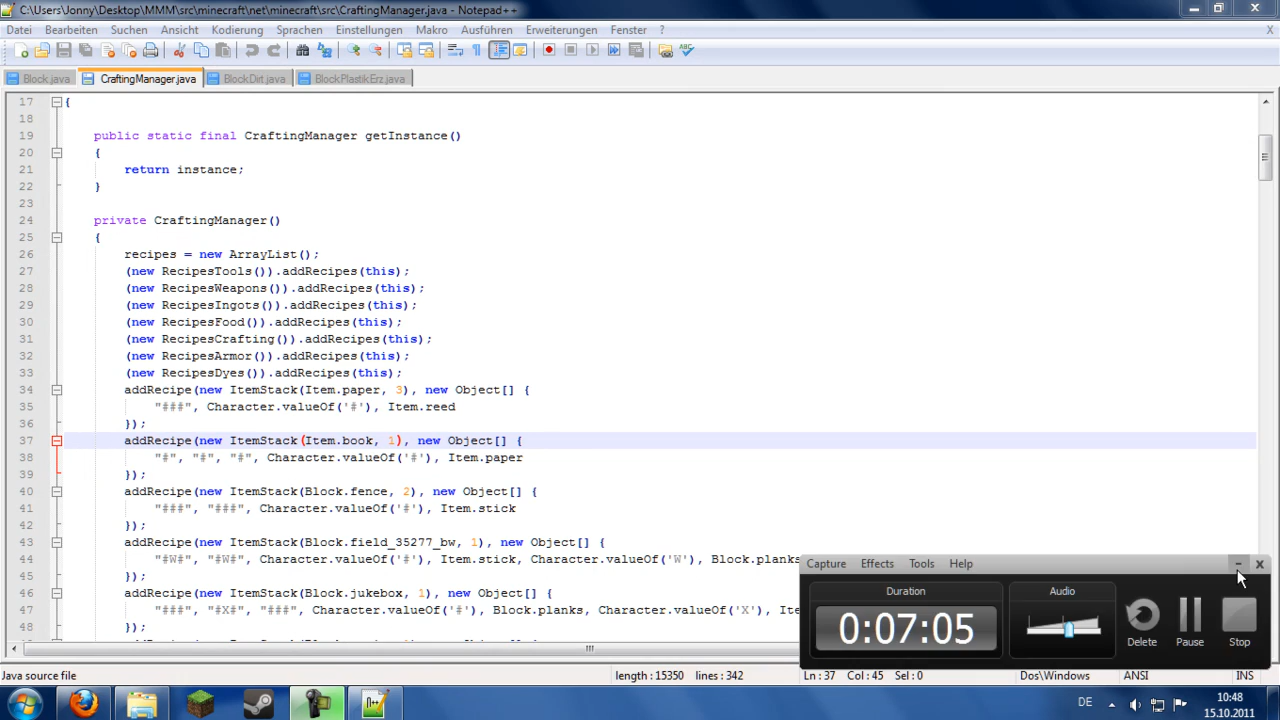 C:\Users\Jonny\Desktop\MMM\src\minecraft\net\minecraft\src\CraftingManager.java - Notepad++
Datei Bearbeiten Suchen Ansicht Kodierung Sprachen Einstellungen Makro Ausführen Erweiterungen Fenster ? X
Block.java CraftingManager.java BlockDirt.java BlockPlastikErz.java
17 {
18
19 public static final CraftingManager getInstance()
20 {
21 return instance;
22 }
23
24 private CraftingManager()
25 {
26 recipes = new ArrayList();
27 (new RecipesTools()).addRecipes(this);
28 (new RecipesWeapons()).addRecipes(this);
29 (new RecipesIngots()).addRecipes(this);
30 (new RecipesFood()).addRecipes(this);
31 (new RecipesCrafting()).addRecipes(this);
32 (new RecipesArmor()).addRecipes(this);
33 (new RecipesDyes()).addRecipes(this);
34 addRecipe(new ItemStack(Item.paper, 3), new Object[] {
35 "###", Character.valueOf('#'), Item.reed
36 });
37 addRecipe(new ItemStack(Item.book, 1), new Object[] {
38 "#", "#", "#", Character.valueOf('#'), Item.paper
39 });
40 addRecipe(new ItemStack(Block.fence, 2), new Object[] {
41 "###", "###", Character.valueOf('#'), Item.stick
42 });
43 addRecipe(new ItemStack(Block.field_35277_bw, 1), new Object[] {
44 "#W#", "#W#", Character.valueOf('#'), Item.stick, Character.valueOf('W'), Block.planks
45 });
46 addRecipe(new ItemStack(Block.jukebox, 1), new Object[] {
47 "###", "#X#", "###", Character.valueOf('#'), Block.planks, Character.valueOf('X'), Ite
48 });
Capture Effects Tools Help
Duration
0:07:05
Audio
Delete Pause Stop
Java source file length : 15350 lines : 342 Ln : 37 Col : 45 Sel : 0 Dos\Windows ANSI INS
DE 10:48
15.10.2011